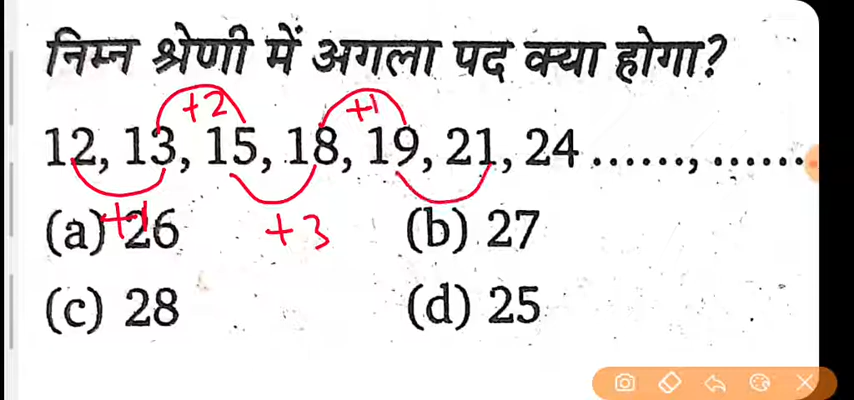 निम्न श्रेणी में अगला पद क्या होगा?
+2 +1
12, 13, 15, 18, 19, 21, 24 ......, ......
+1 +3
(a) 26 (b) 27
(c) 28 (d) 25